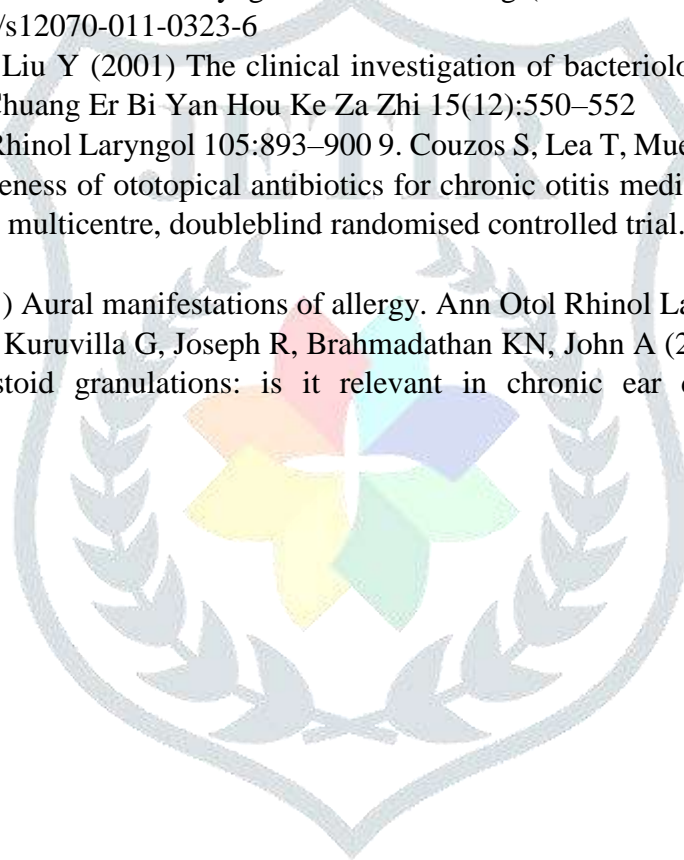 /s12070-011-0323-6
Liu Y (2001) The clinical investigation of bacteriolo
Chuang Er Bi Yan Hou Ke Za Zhi 15(12):550–552
Rhinol Laryngol 105:893–900 9. Couzos S, Lea T, Mue
eness of ototopical antibiotics for chronic otitis medi
multicentre, doubleblind randomised controlled trial.
) Aural manifestations of allergy. Ann Otol Rhinol La
Kuruvilla G, Joseph R, Brahmadathan KN, John A (2
stoid granulations: is it relevant in chronic ear
JETIR